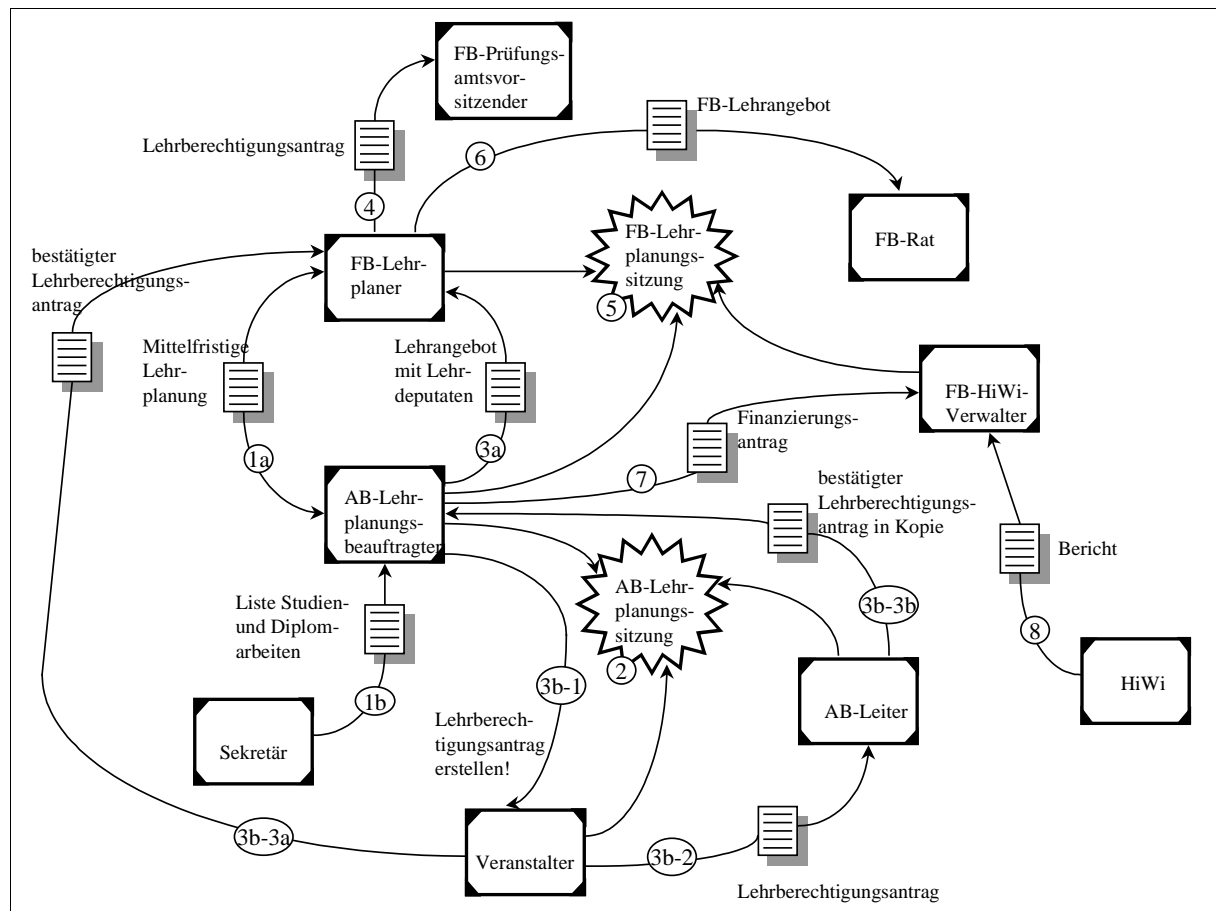 FB-Prüfungs-
amtsvor-
sitzender
FB-Lehrangebot
Lehrberechtigungsantrag
6
4
FB-Lehr-
planungs-
sitzung
5
FB-Rat
bestätigter
Lehrberechtigungs-
antrag
FB-Lehr-
planer
Mittelfristige
Lehr-
planung
Lehrangebot
mit Lehr-
deputaten
FB-HiWi-
Verwalter
Finanzierungs-
antrag
1a
3a
7
AB-Lehr-
planungs-
beauftragter
bestätigter
Lehrberechtigungs-
antrag in Kopie
Bericht
Liste Studien-
und Diplom-
arbeiten
AB-Lehr-
planungs-
sitzung
2
3b-3b
8
3b-1
1b
HiWi
AB-Leiter
Sekretär
Lehrberech-
tigungsantrag
erstellen!
3b-3a
Veranstalter
3b-2
Lehrberechtigungsantrag